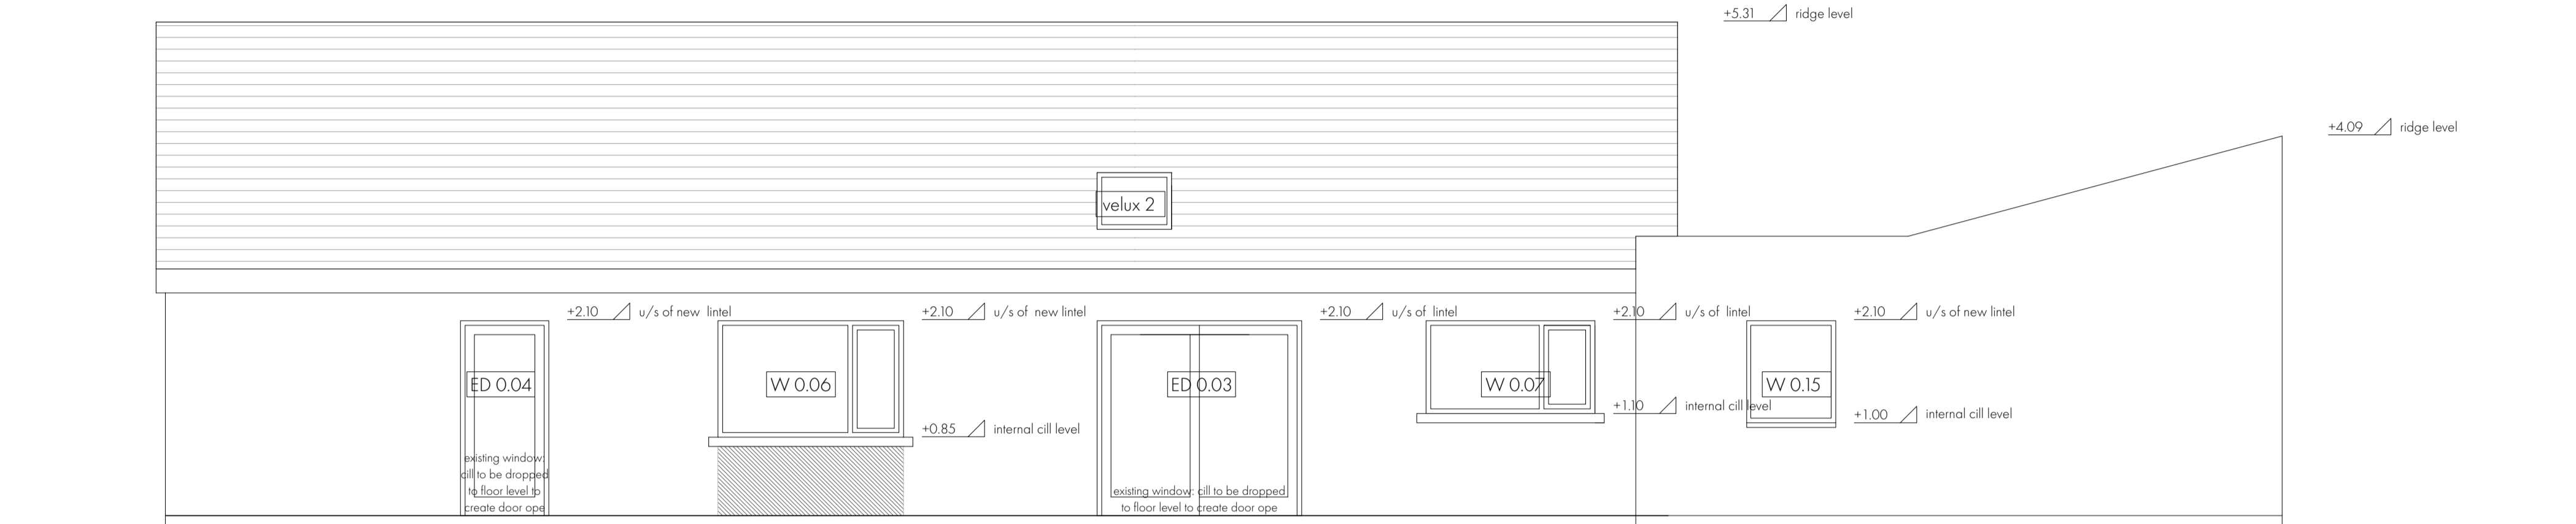 +5.31 ridge level
+4.09 ridge level
velux 2
+2.10 u/s of new lintel
+2.10 u/s of new lintel
+2.10 u/s of lintel
+2.10 u/s of lintel
+2.10 u/s of new lintel
ED 0.04
W 0.06
ED 0.03
W 0.07
W 0.15
+0.85 internal cill level
+1.10 internal cill level
+1.00 internal cill level
existing window:
cill to be dropped
to floor level to
create door ope
existing window: cill to be dropped
to floor level to create door ope